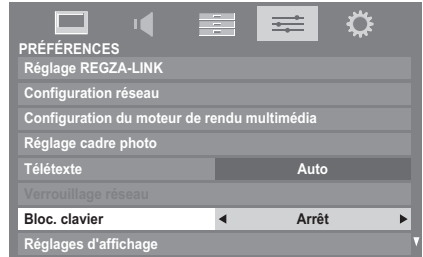 PRÉFÉRENCES
Réglage REGZA-LINK
Configuration réseau
Configuration du moteur de rendu multimédia
Réglage cadre photo
Télétexte Auto
Verrouillage réseau
Bloc. clavier Arrêt
Réglages d'affichage